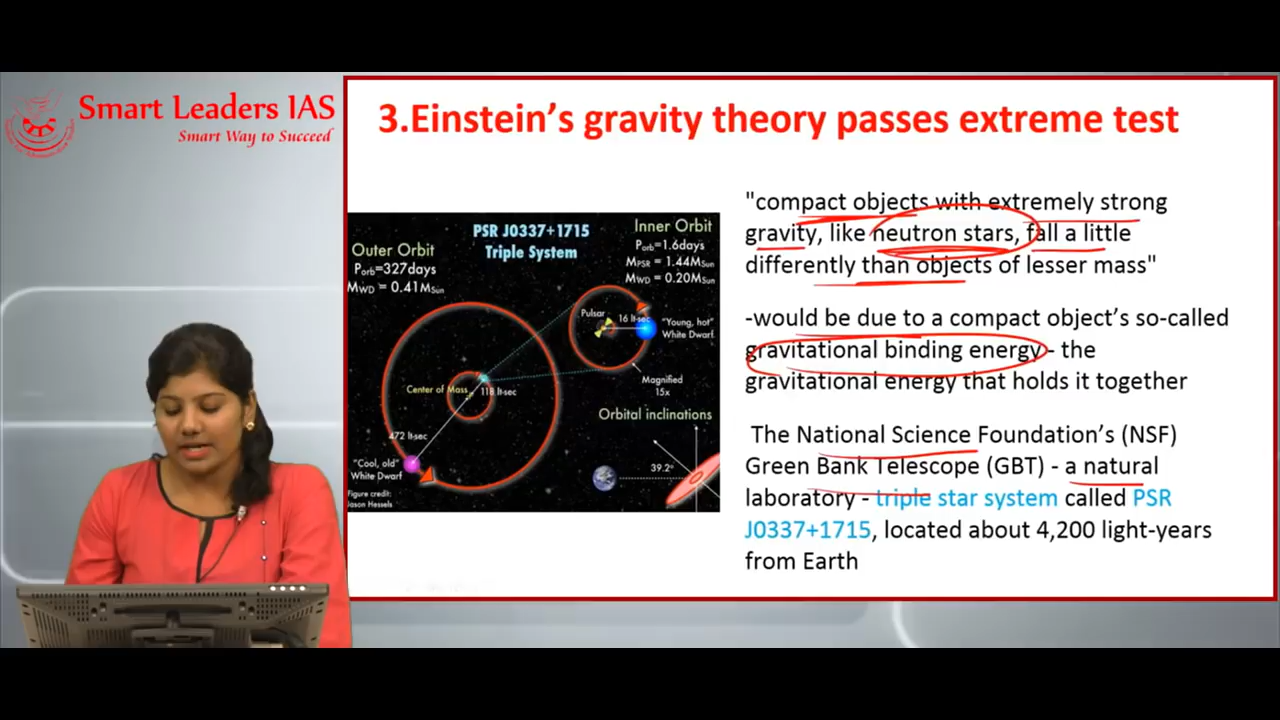 Smart Leaders IAS
Smart Way to Succeed
3.Einstein's gravity theory passes extreme test
PSR J0337+1715
Triple System
Outer Orbit
Porb=327days
MWD =0.41MSun
Inner Orbit
Porb=1.6days
MPSR = 1.44MSun
MWD = 0.20MSun
Pulsar
16 lt-sec
"Young, hot"
White Dwarf
Center of Mass
118 lt-sec
Magnified
15x
Orbital inclinations
472 lt-sec
39.2°
"Cool, old"
White Dwarf
Figure credit:
Jason Hessels
"compact objects with extremely strong
gravity, like neutron stars, fall a little
differently than objects of lesser mass"
-would be due to a compact object's so-called
gravitational binding energy - the
gravitational energy that holds it together
The National Science Foundation's (NSF)
Green Bank Telescope (GBT) - a natural
laboratory - triple star system called PSR
J0337+1715, located about 4,200 light-years
from Earth